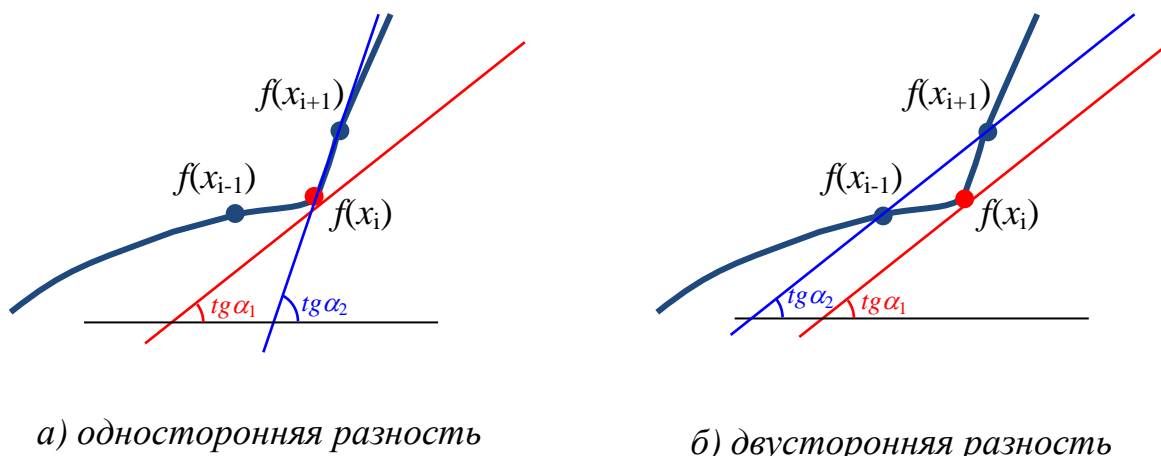 f(xi+1)
f(xi-1)
f(xi)
tgα1
tgα2
а) односторонняя разность
f(xi+1)
f(xi-1)
f(xi)
tgα2
tgα1
б) двусторонняя разность